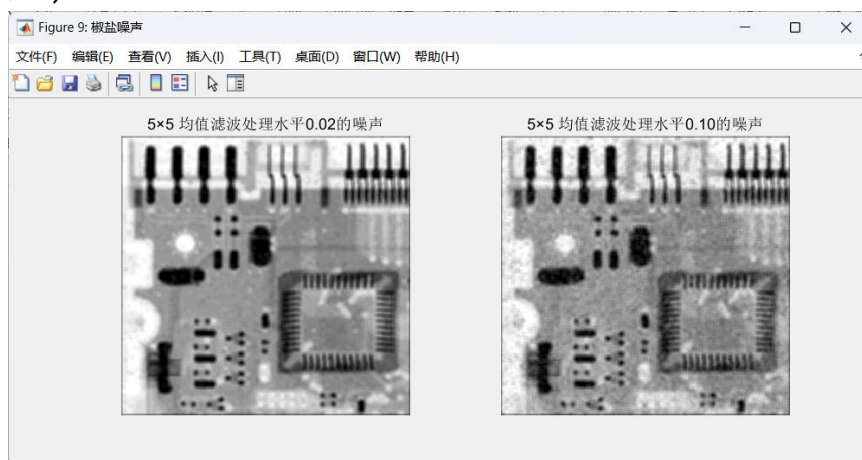 Figure 9: 椒盐噪声
文件(F) 编辑(E) 查看(V) 插入(I) 工具(T) 桌面(D) 窗口(W) 帮助(H)
5×5 均值滤波处理水平0.02的噪声
5×5 均值滤波处理水平0.10的噪声